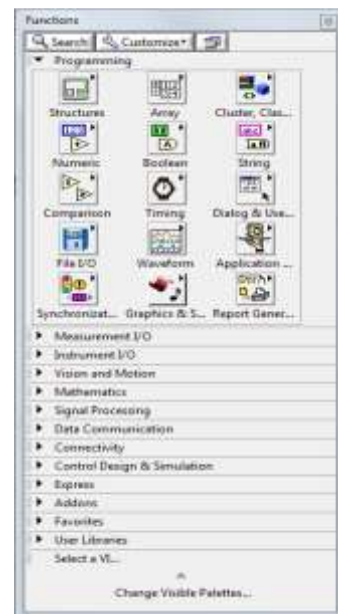 Functions
Search Customize
Programming
Structures Array Cluster, Clas...
Numeric Boolean String
Comparison Timing Dialog & Use...
File I/O Waveform Application ...
Synchronizat... Graphics & S... Report Gener...
Measurement I/O
Instrument I/O
Vision and Motion
Mathematics
Signal Processing
Data Communication
Connectivity
Control Design & Simulation
Express
Addons
Favorites
User Libraries
Select a VI...
Change Visible Palettes...